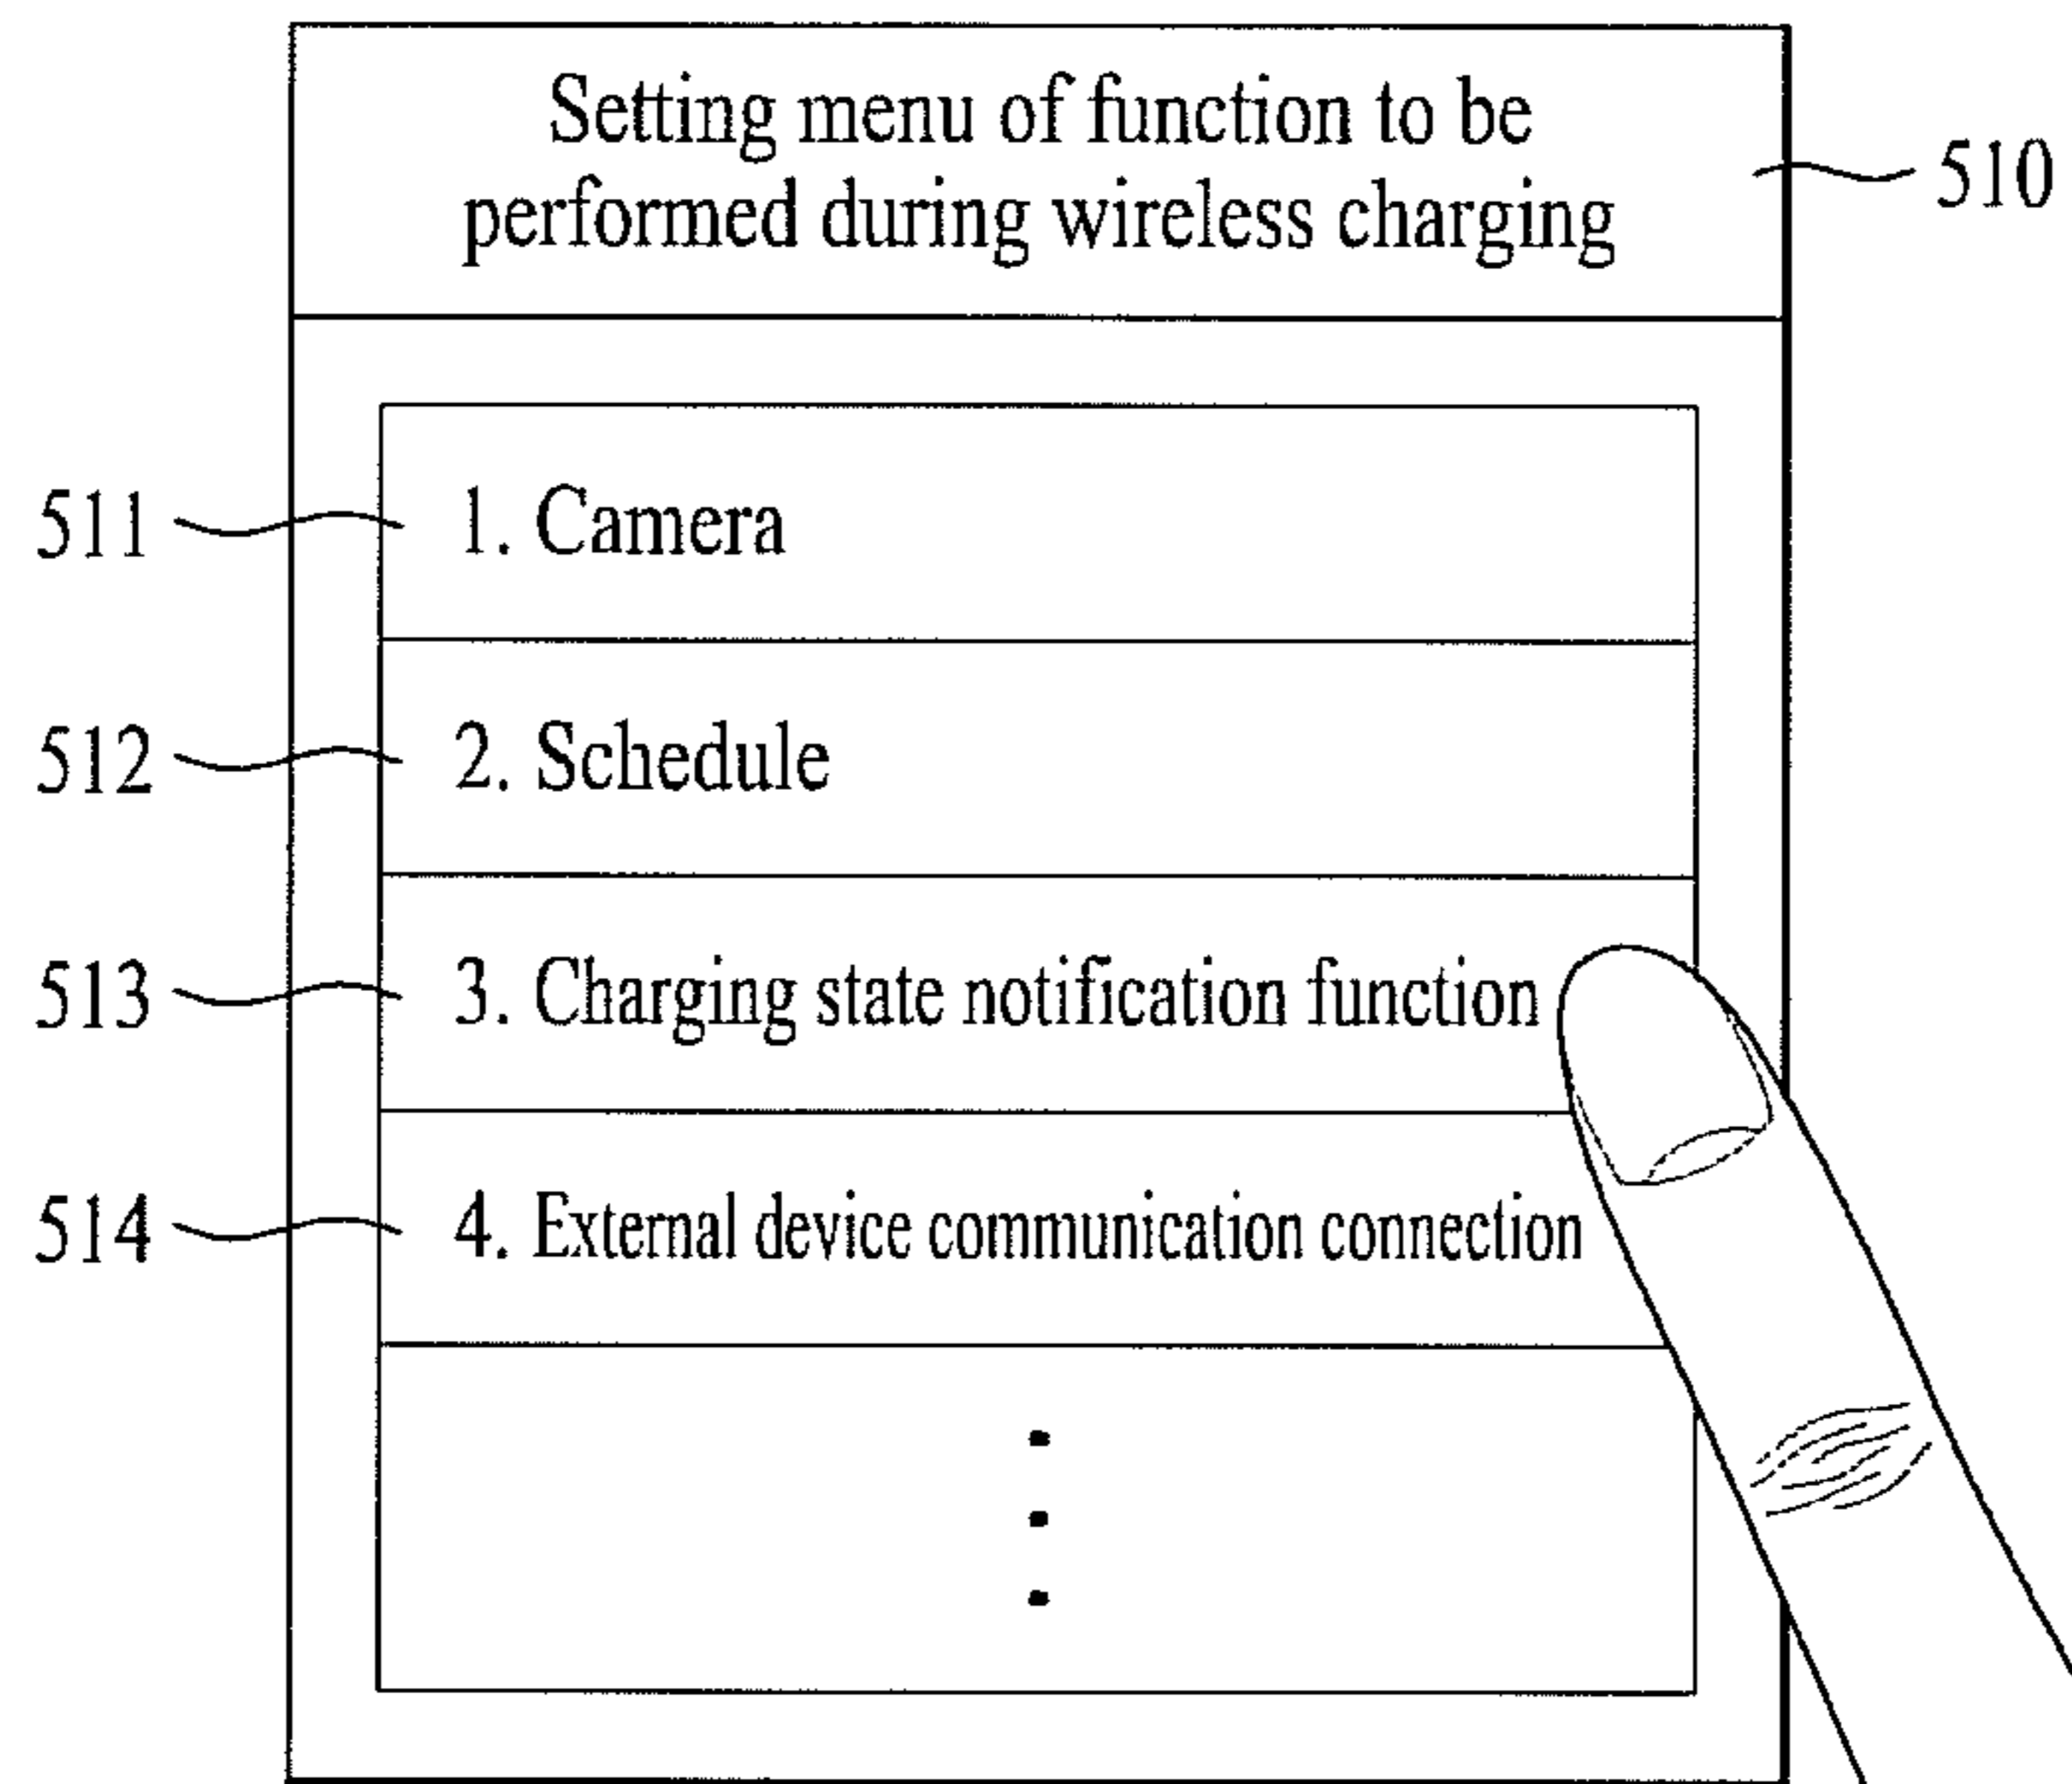 Setting menu of function to be
performed during wireless charging
510
511
1. Camera
512
2. Schedule
513
3. Charging state notification function
514
4. External device communication connection